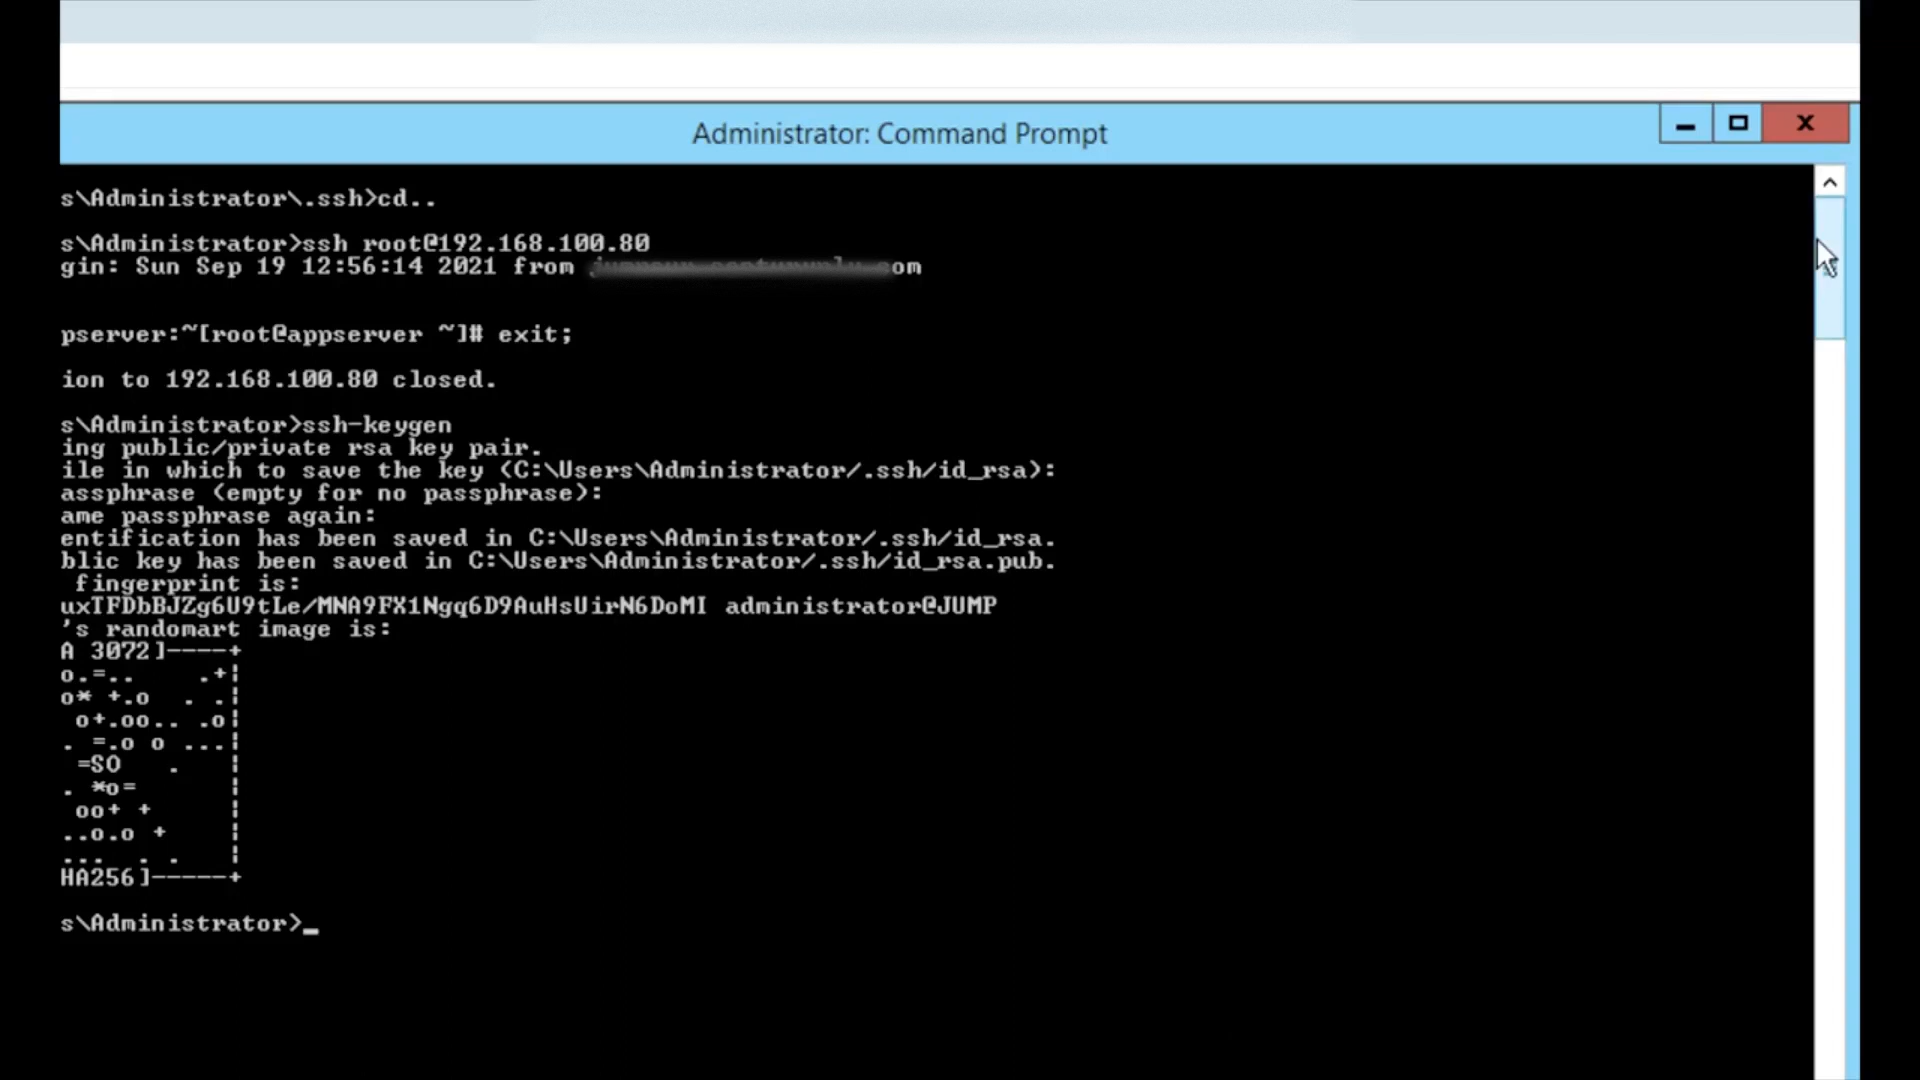 Administrator: Command Prompt
s\Administrator\.ssh>cd..
s\Administrator>ssh root@192.168.100.80
gin: Sun Sep 19 12:56:14 2021 from om
pserver:~[root@appserver ~]# exit;
ion to 192.168.100.80 closed.
s\Administrator>ssh-keygen
ing public/private rsa key pair.
ile in which to save the key (C:\Users\Administrator/.ssh/id_rsa):
assphrase (empty for no passphrase):
ame passphrase again:
entification has been saved in C:\Users\Administrator/.ssh/id_rsa.
blic key has been saved in C:\Users\Administrator/.ssh/id_rsa.pub.
 fingerprint is:
uxTFDbBJZg6U9tLe/MNA9FX1Ngq6D9AuHsUirN6DoMI administrator@JUMP
's randomart image is:
A 3072]----+
o.=..    .+|
o* +.o  . .|
 o+.oo.. .o|
. =.o o ...|
 =SO   .   |
. *o=      |
 oo+ +     |
..o.o +    |
...  . .   |
HA256]-----+
s\Administrator>_